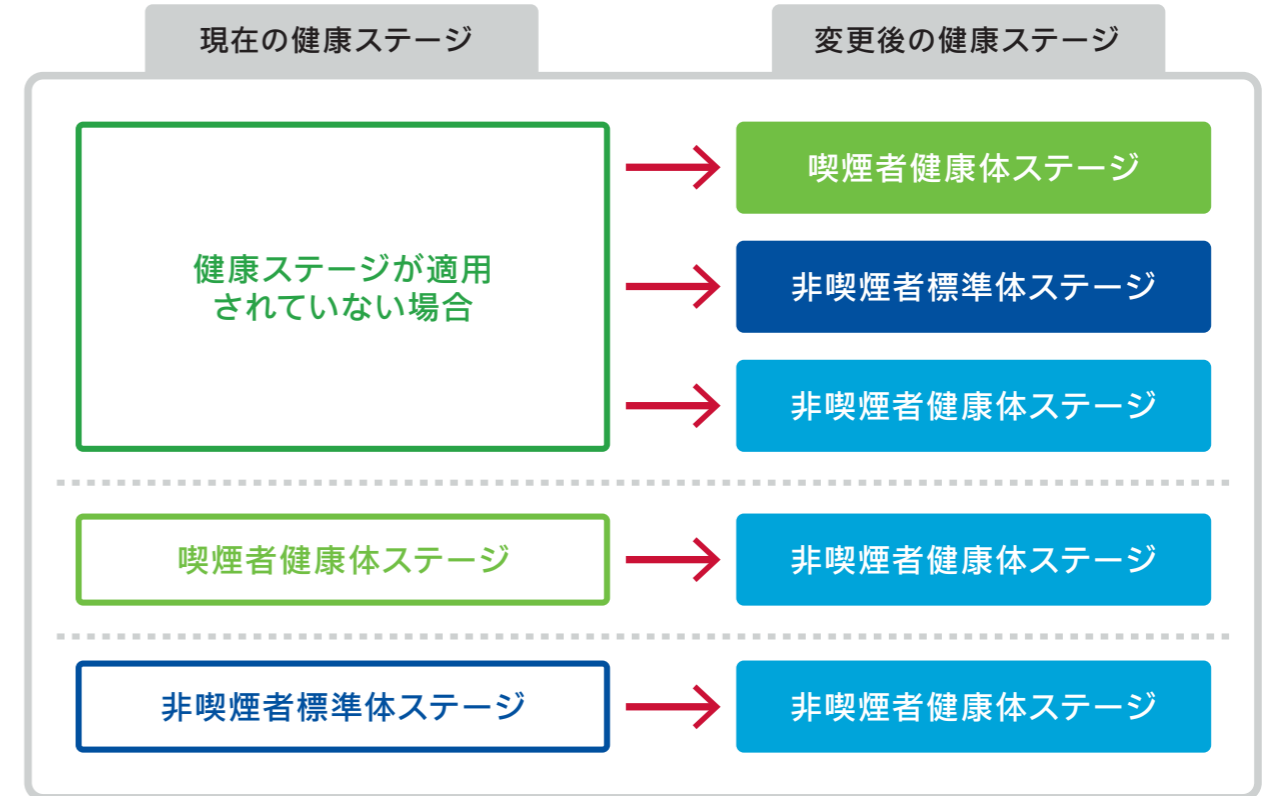 現在の健康ステージ
変更後の健康ステージ
健康ステージが適用
されていない場合
喫煙者健康体ステージ
非喫煙者標準体ステージ
非喫煙者健康体ステージ
喫煙者健康体ステージ
非喫煙者健康体ステージ
非喫煙者標準体ステージ
非喫煙者健康体ステージ